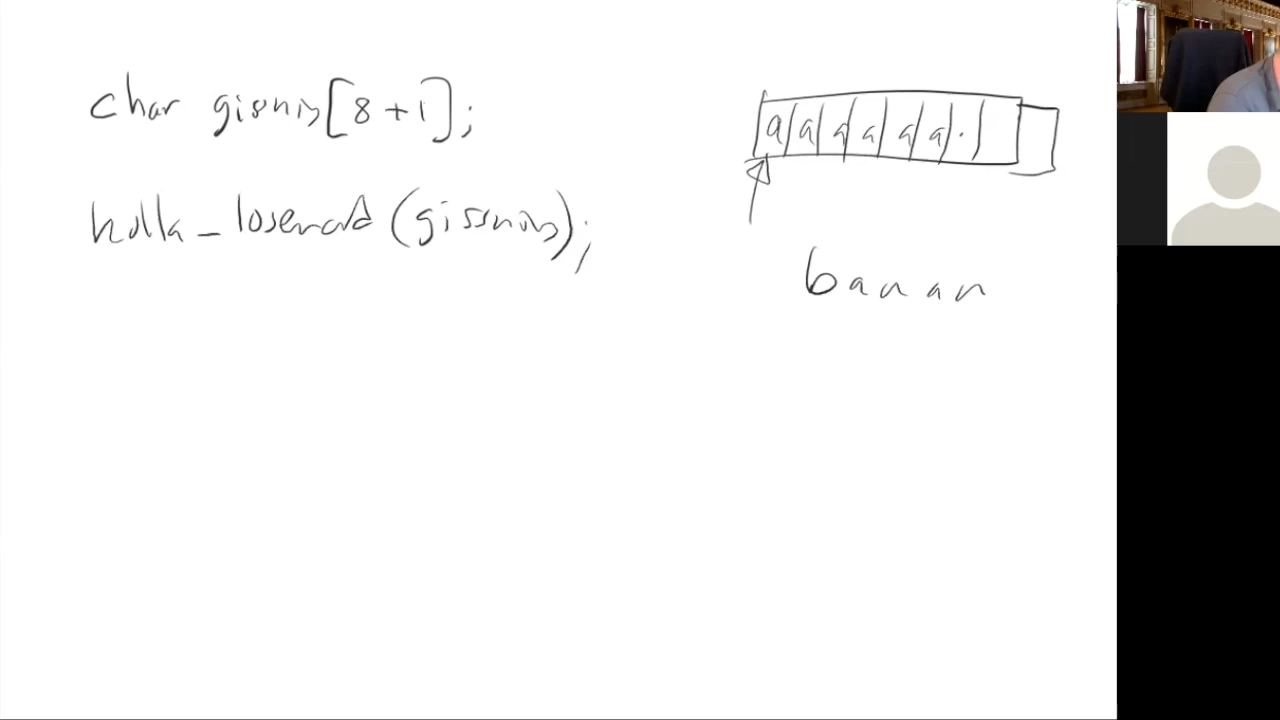 char gissning[8+1];
kolla_losenord(gissning);
a a a a a a .
banan